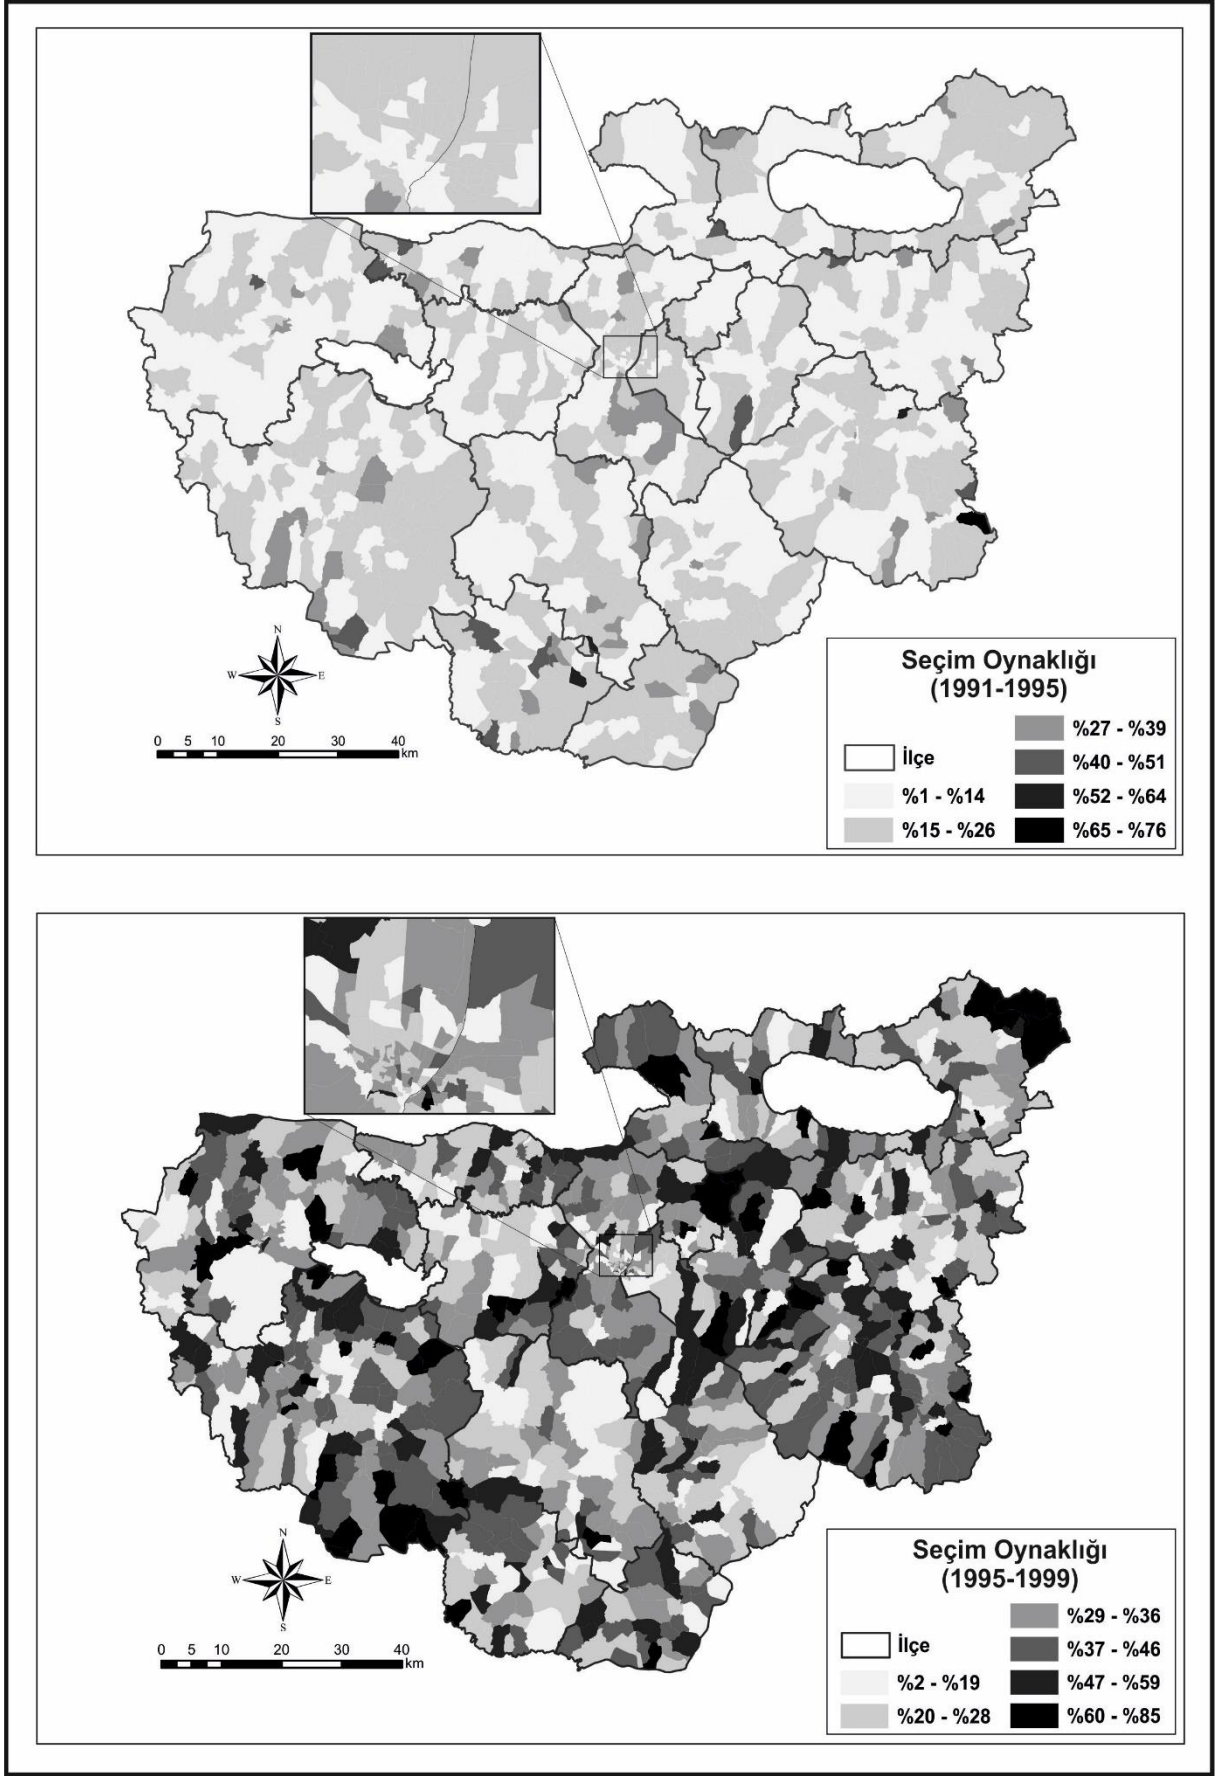 N
W E
S
0 5 10 20 30 40
km
Seçim Oynaklığı
(1991-1995)
İlçe
%1 - %14
%15 - %26
%27 - %39
%40 - %51
%52 - %64
%65 - %76
N
W E
S
0 5 10 20 30 40
km
Seçim Oynaklığı
(1995-1999)
İlçe
%2 - %19
%20 - %28
%29 - %36
%37 - %46
%47 - %59
%60 - %85